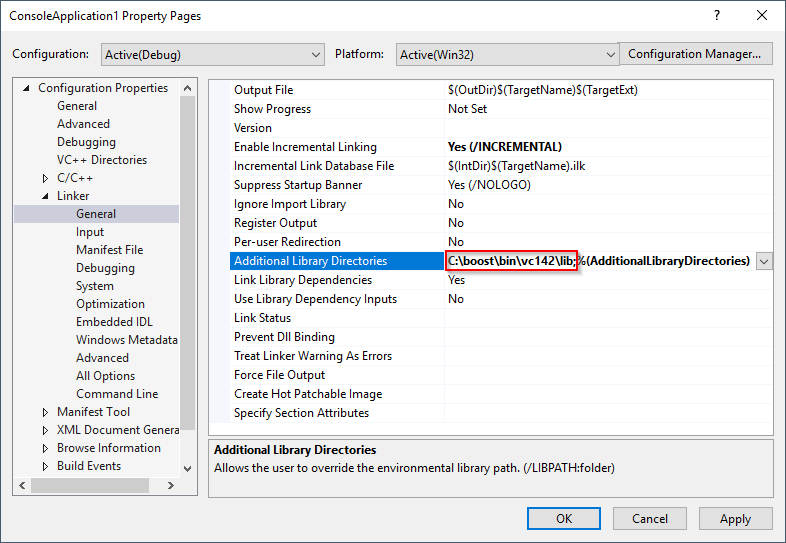 ConsoleApplication1 Property Pages
Configuration: Active(Debug) Platform: Active(Win32) Configuration Manager...
Configuration Properties
General
Advanced
Debugging
VC++ Directories
C/C++
Linker
General
Input
Manifest File
Debugging
System
Optimization
Embedded IDL
Windows Metadata
Advanced
All Options
Command Line
Manifest Tool
XML Document Genera
Browse Information
Build Events
Output File $(OutDir)$(TargetName)$(TargetExt)
Show Progress Not Set
Version
Enable Incremental Linking Yes (/INCREMENTAL)
Incremental Link Database File $(IntDir)$(TargetName).ilk
Suppress Startup Banner Yes (/NOLOGO)
Ignore Import Library No
Register Output No
Per-user Redirection No
Additional Library Directories C:\boost\bin\vc142\lib;%(AdditionalLibraryDirectories)
Link Library Dependencies Yes
Use Library Dependency Inputs No
Link Status
Prevent Dll Binding
Treat Linker Warning As Errors
Force File Output
Create Hot Patchable Image
Specify Section Attributes
Additional Library Directories
Allows the user to override the environmental library path. (/LIBPATH:folder)
OK Cancel Apply